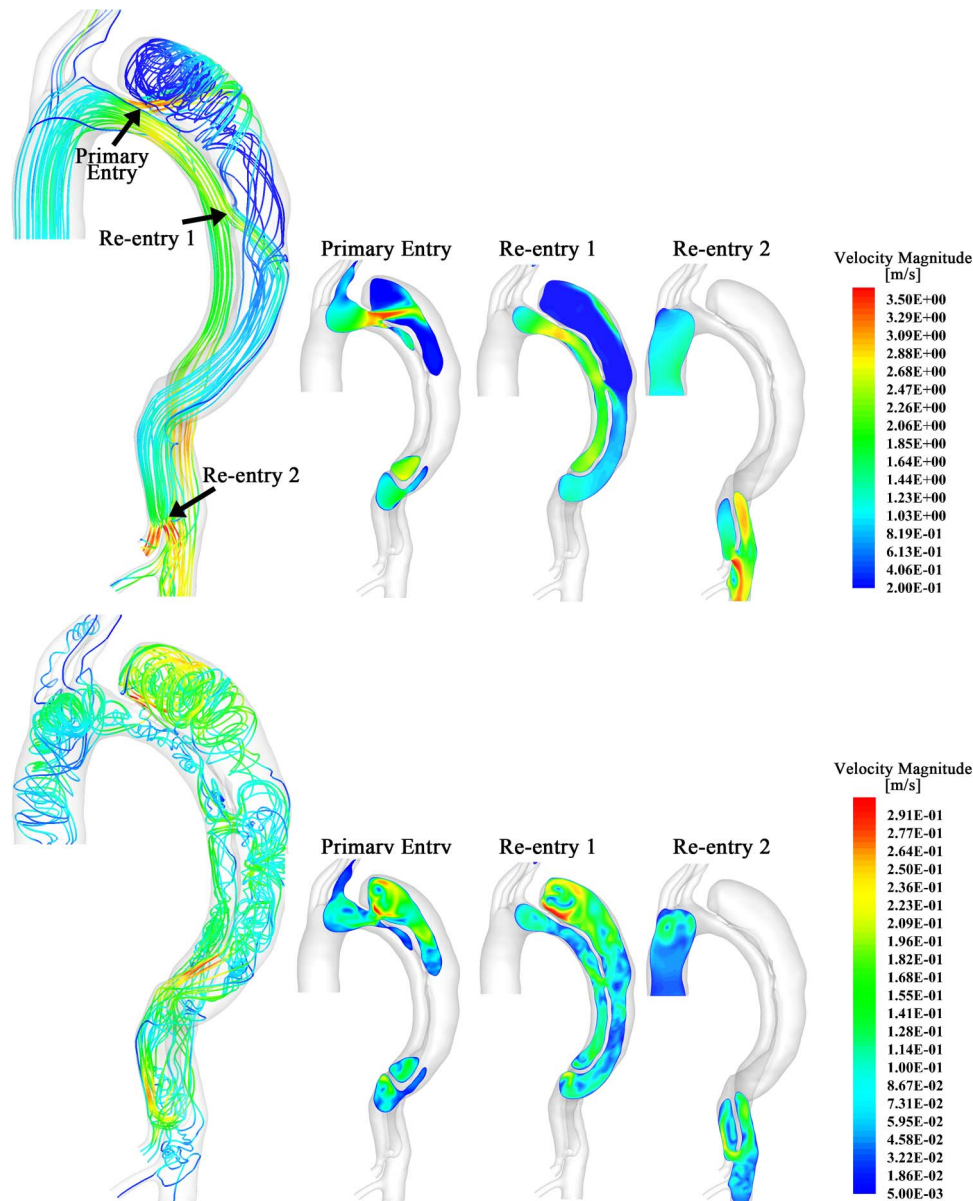 Primary
Entry
Re-entry 1
Re-entry 2
Primary Entry
Re-entry 1
Re-entry 2
Velocity Magnitude
[m/s]
3.50E+00
3.29E+00
3.09E+00
2.88E+00
2.68E+00
2.47E+00
2.26E+00
2.06E+00
1.85E+00
1.64E+00
1.44E+00
1.23E+00
1.03E+00
8.19E-01
6.13E-01
4.06E-01
2.00E-01
Primary Entry
Re-entry 1
Re-entry 2
Velocity Magnitude
[m/s]
2.91E-01
2.77E-01
2.64E-01
2.50E-01
2.36E-01
2.23E-01
2.09E-01
1.96E-01
1.82E-01
1.68E-01
1.55E-01
1.41E-01
1.28E-01
1.14E-01
1.00E-01
8.67E-02
7.31E-02
5.95E-02
4.58E-02
3.22E-02
1.86E-02
5.00E-03